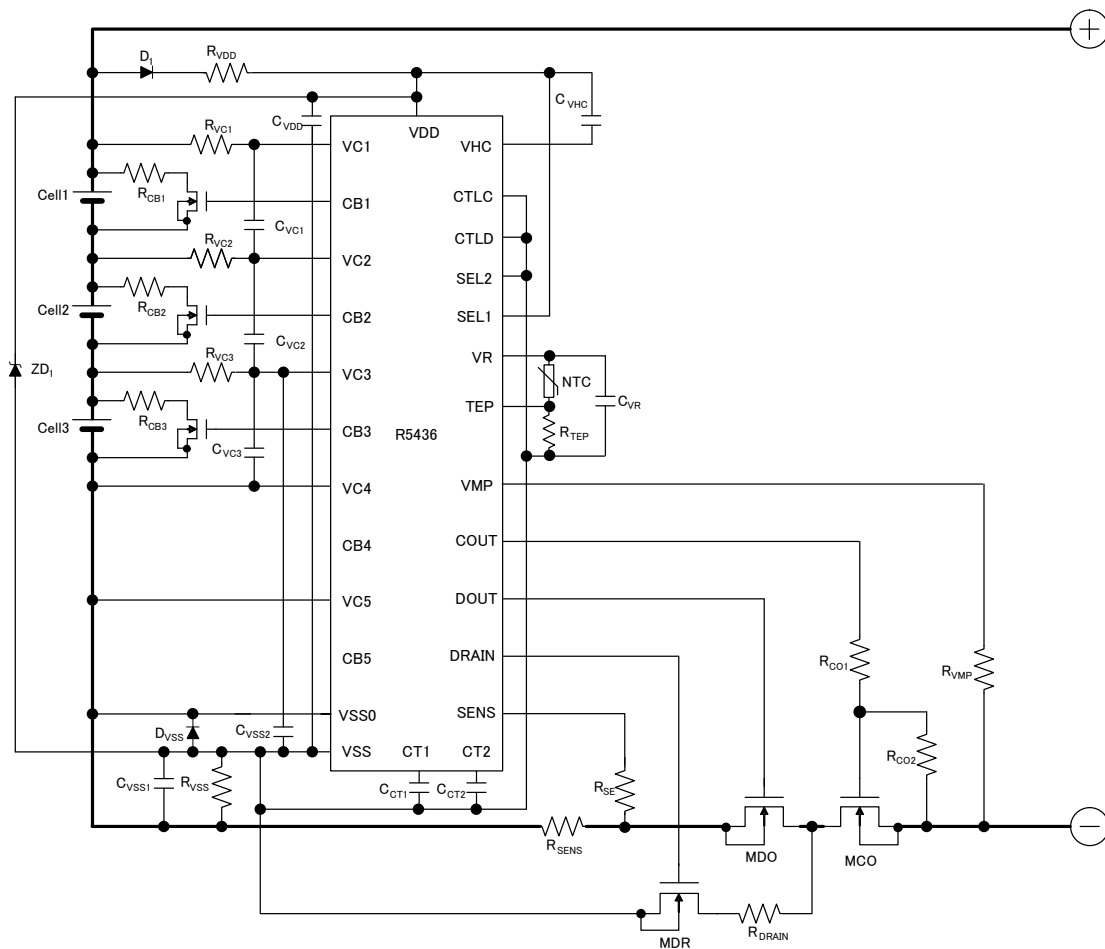 +
D1
RVDD
CVDD
CVHC
VDD
RVC1
VC1
VHC
Cell1
RCB1
CB1
CTLC
CVC1
CTLD
RVC2
VC2
SEL2
Cell2
RCB2
CB2
SEL1
CVC2
RVC3
VC3
VR
NTC
CVR
ZD1
TEP
Cell3
RCB3
CB3
R5436
RTEP
CVC3
VC4
VMP
CB4
COUT
VC5
DOUT
CB5
DRAIN
RCO1
RVMP
VSS0
SENS
DVSS
CVSS2
VSS
CT1
CT2
CVSS1
RVSS
CCT1
CCT2
RSE
RCO2
RSENS
MDO
MCO
−
MDR
RDRAIN